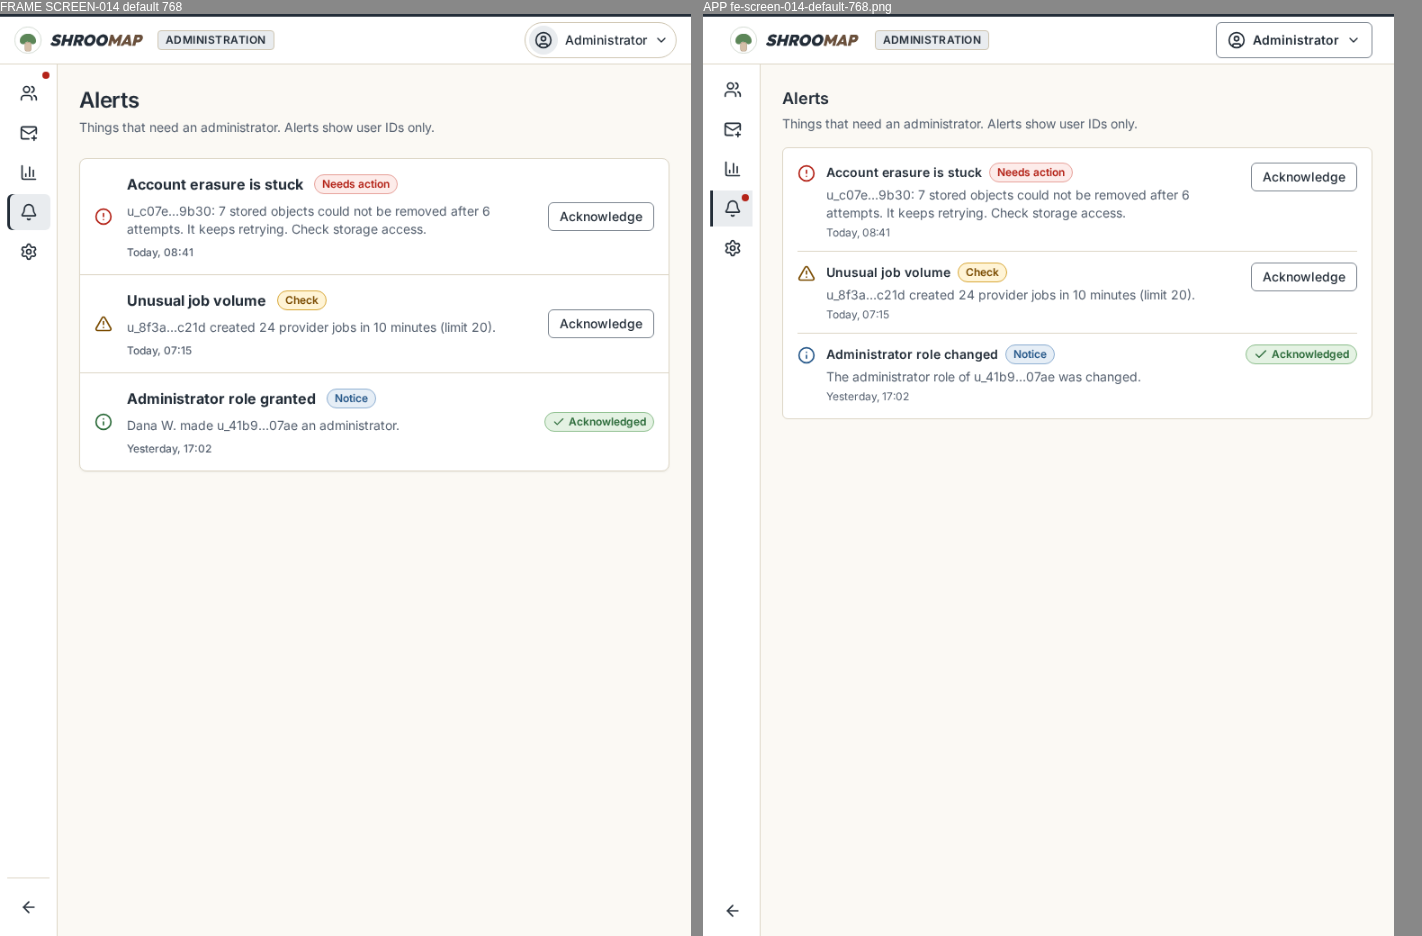 FRAME SCREEN-014 default 768
SHROOMAP
ADMINISTRATION
Administrator
Alerts
Things that need an administrator. Alerts show user IDs only.
Account erasure is stuck
Needs action
u_c07e…9b30: 7 stored objects could not be removed after 6
attempts. It keeps retrying. Check storage access.
Today, 08:41
Acknowledge
Unusual job volume
Check
u_8f3a…c21d created 24 provider jobs in 10 minutes (limit 20).
Today, 07:15
Acknowledge
Administrator role granted
Notice
Dana W. made u_41b9…07ae an administrator.
Yesterday, 17:02
Acknowledged
APP fe-screen-014-default-768.png
SHROOMAP
ADMINISTRATION
Administrator
Alerts
Things that need an administrator. Alerts show user IDs only.
Account erasure is stuck
Needs action
u_c07e…9b30: 7 stored objects could not be removed after 6
attempts. It keeps retrying. Check storage access.
Today, 08:41
Acknowledge
Unusual job volume
Check
u_8f3a…c21d created 24 provider jobs in 10 minutes (limit 20).
Today, 07:15
Acknowledge
Administrator role changed
Notice
The administrator role of u_41b9…07ae was changed.
Yesterday, 17:02
Acknowledged